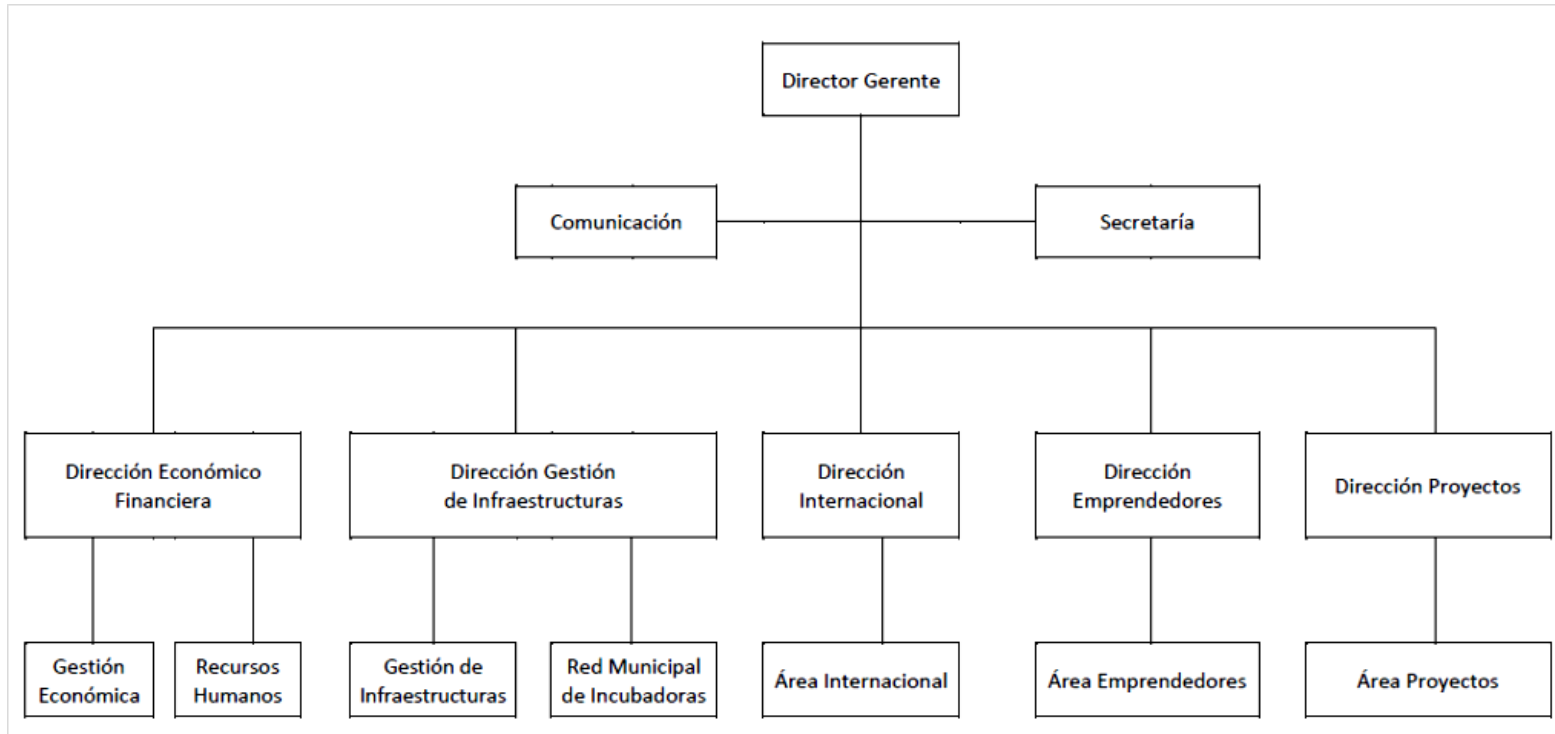 Director Gerente
Comunicación
Secretaría
Dirección Económico
Financiera
Dirección Gestión
de Infraestructuras
Dirección
Internacional
Dirección
Emprendedores
Dirección Proyectos
Gestión
Económica
Recursos
Humanos
Gestión de
Infraestructuras
Red Municipal
de Incubadoras
Área Internacional
Área Emprendedores
Área Proyectos